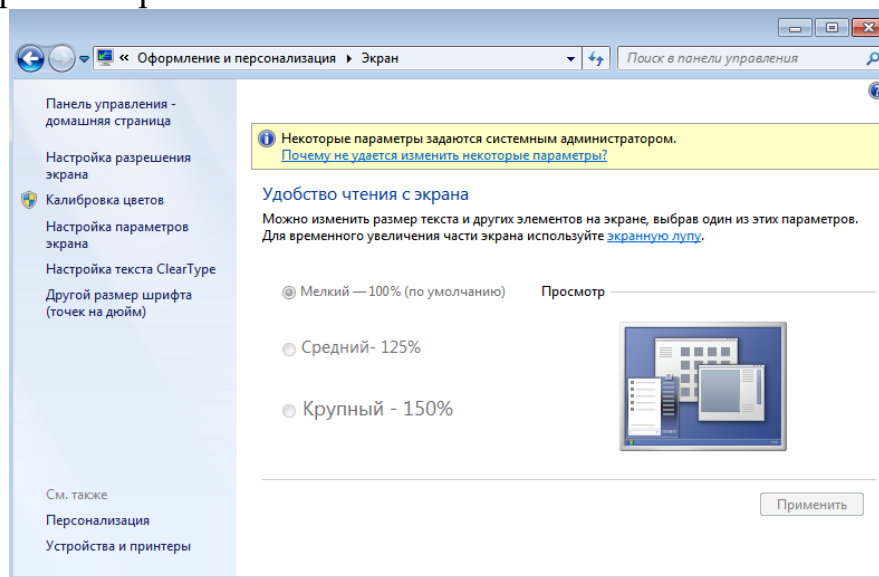 « Оформление и персонализация ▸ Экран
Поиск в панели управления
Панель управления -
домашняя страница
Настройка разрешения
экрана
Калибровка цветов
Настройка параметров
экрана
Настройка текста ClearType
Другой размер шрифта
(точек на дюйм)
См. также
Персонализация
Устройства и принтеры
Некоторые параметры задаются системным администратором.
Почему не удается изменить некоторые параметры?
Удобство чтения с экрана
Можно изменить размер текста и других элементов на экране, выбрав один из этих параметров.
Для временного увеличения части экрана используйте экранную лупу.
Мелкий — 100% (по умолчанию)
Просмотр
Средний- 125%
Крупный - 150%
Применить